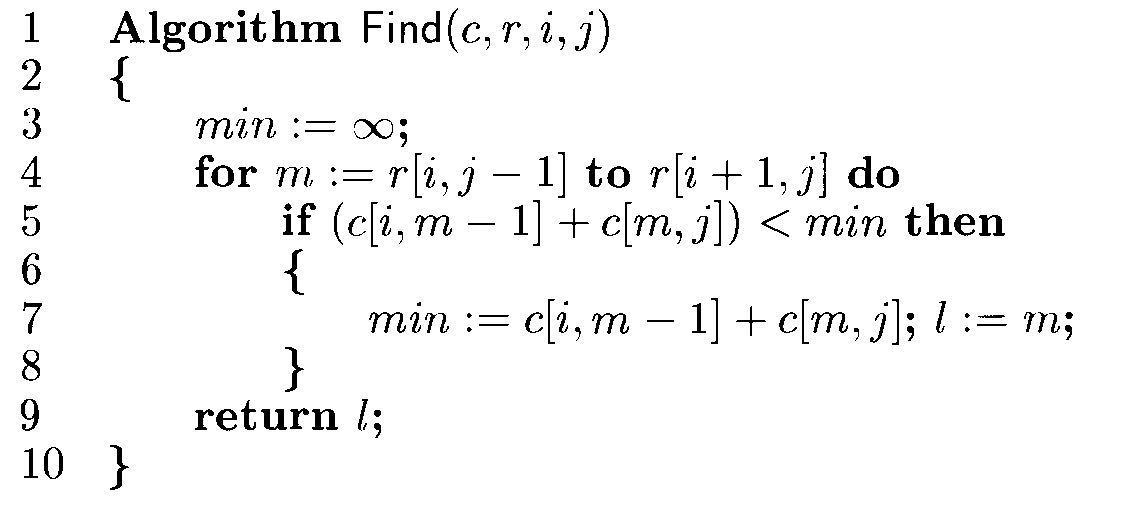 1 Algorithm Find(c, r, i, j)
2 {
3 min := ∞;
4 for m := r[i, j − 1] to r[i + 1, j] do
5 if (c[i, m − 1] + c[m, j]) < min then
6 {
7 min := c[i, m − 1] + c[m, j]; l := m;
8 }
9 return l;
10 }